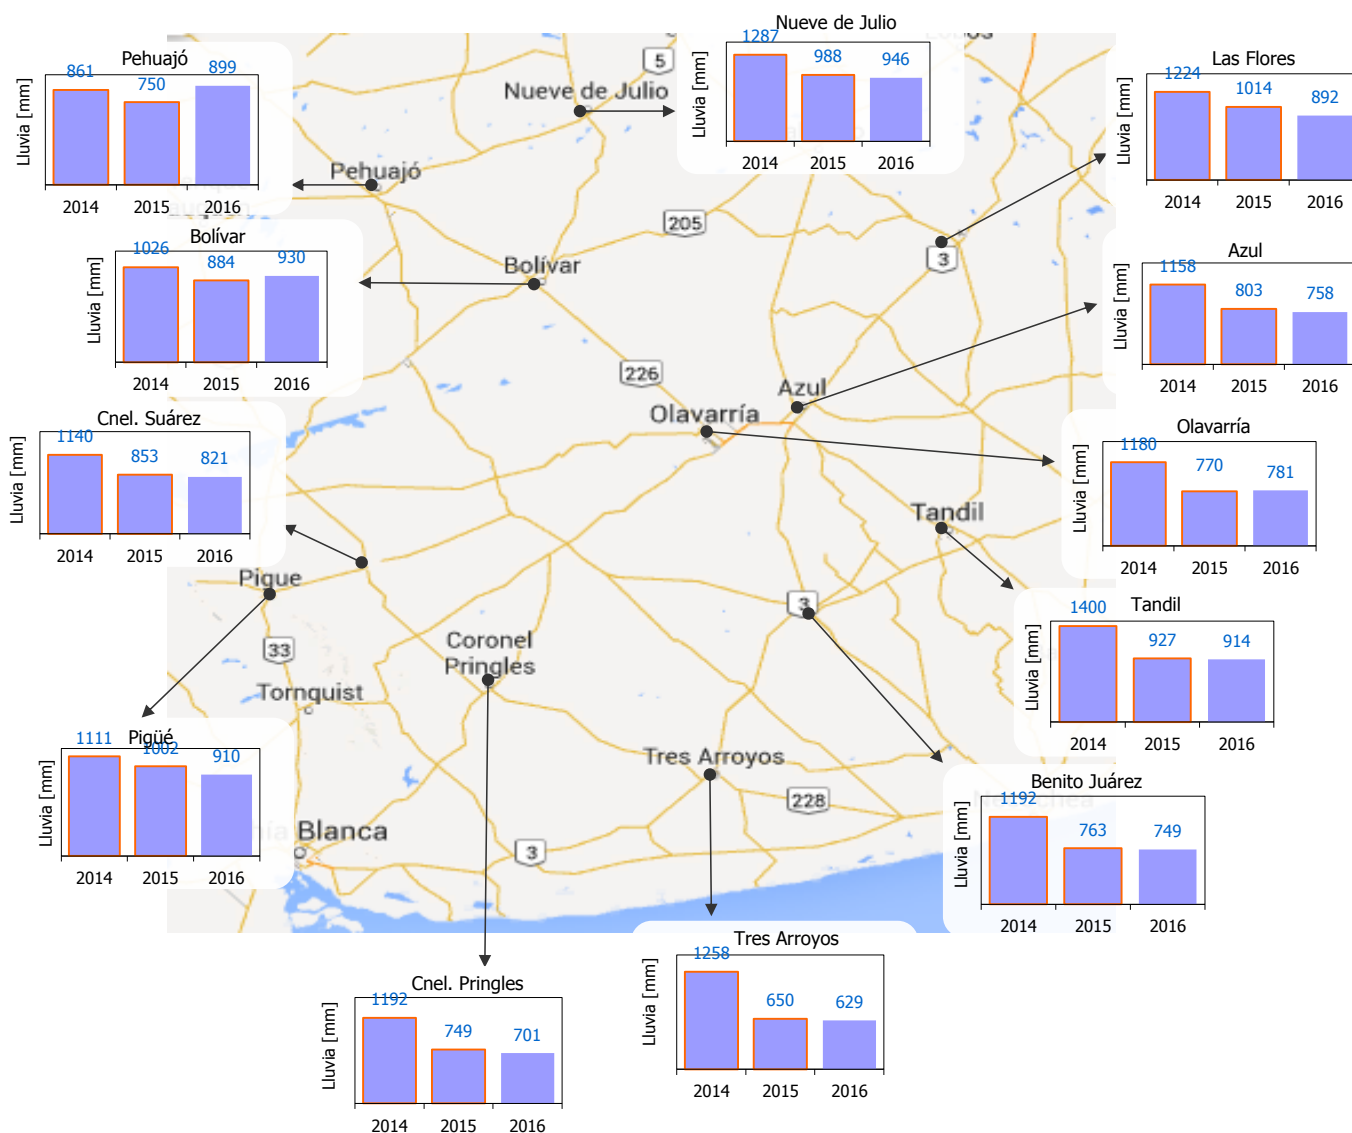 Nueve de Julio
Lluvia [mm]
1287
988
946
2014
2015
2016
Pehuajó
Lluvia [mm]
861
750
899
2014
2015
2016
Las Flores
Lluvia [mm]
1224
1014
892
2014
2015
2016
5
Nueve de Julio
Pehuajó
205
3
Bolívar
Bolívar
Lluvia [mm]
1026
884
930
2014
2015
2016
Azul
Lluvia [mm]
1158
803
758
2014
2015
2016
226
Azul
Olavarría
Cnel. Suárez
Lluvia [mm]
1140
853
821
2014
2015
2016
Olavarría
Lluvia [mm]
1180
770
781
2014
2015
2016
Tandil
Pigue
3
33
Coronel
Pringles
Tornquist
Tandil
Lluvia [mm]
1400
927
914
2014
2015
2016
Pigüé
Lluvia [mm]
1111
1002
910
2014
2015
2016
Tres Arroyos
228
Blanca
3
Benito Juárez
Lluvia [mm]
1192
763
749
2014
2015
2016
Tres Arroyos
Lluvia [mm]
1258
650
629
2014
2015
2016
Cnel. Pringles
Lluvia [mm]
1192
749
701
2014
2015
2016